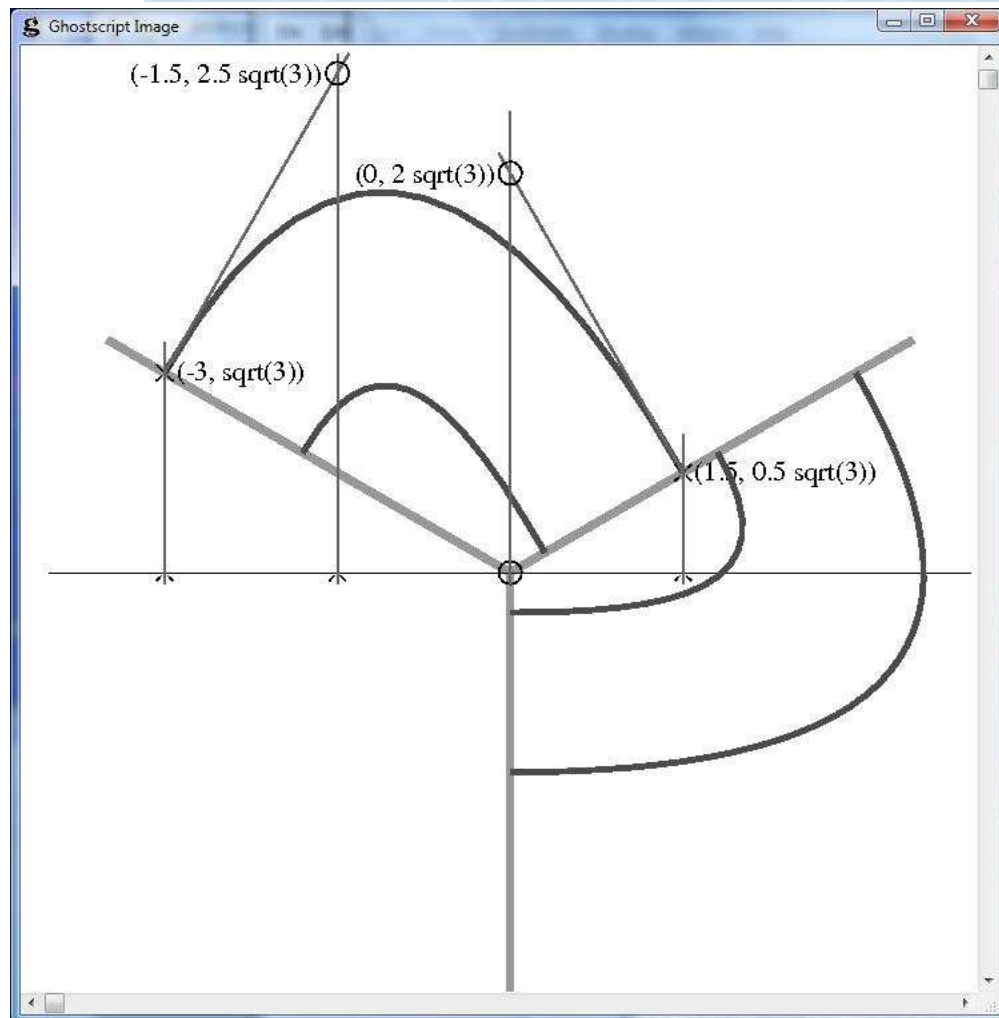 Ghostscript Image
(-1.5, 2.5 sqrt(3))
(0, 2 sqrt(3))
(-3, sqrt(3))
(1.5, 0.5 sqrt(3))